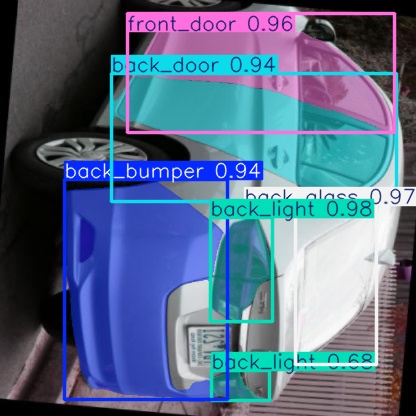 front_door 0.96
back_door 0.94
back_bumper 0.94
back_glass 0.97
back_light 0.98
back_light 0.68